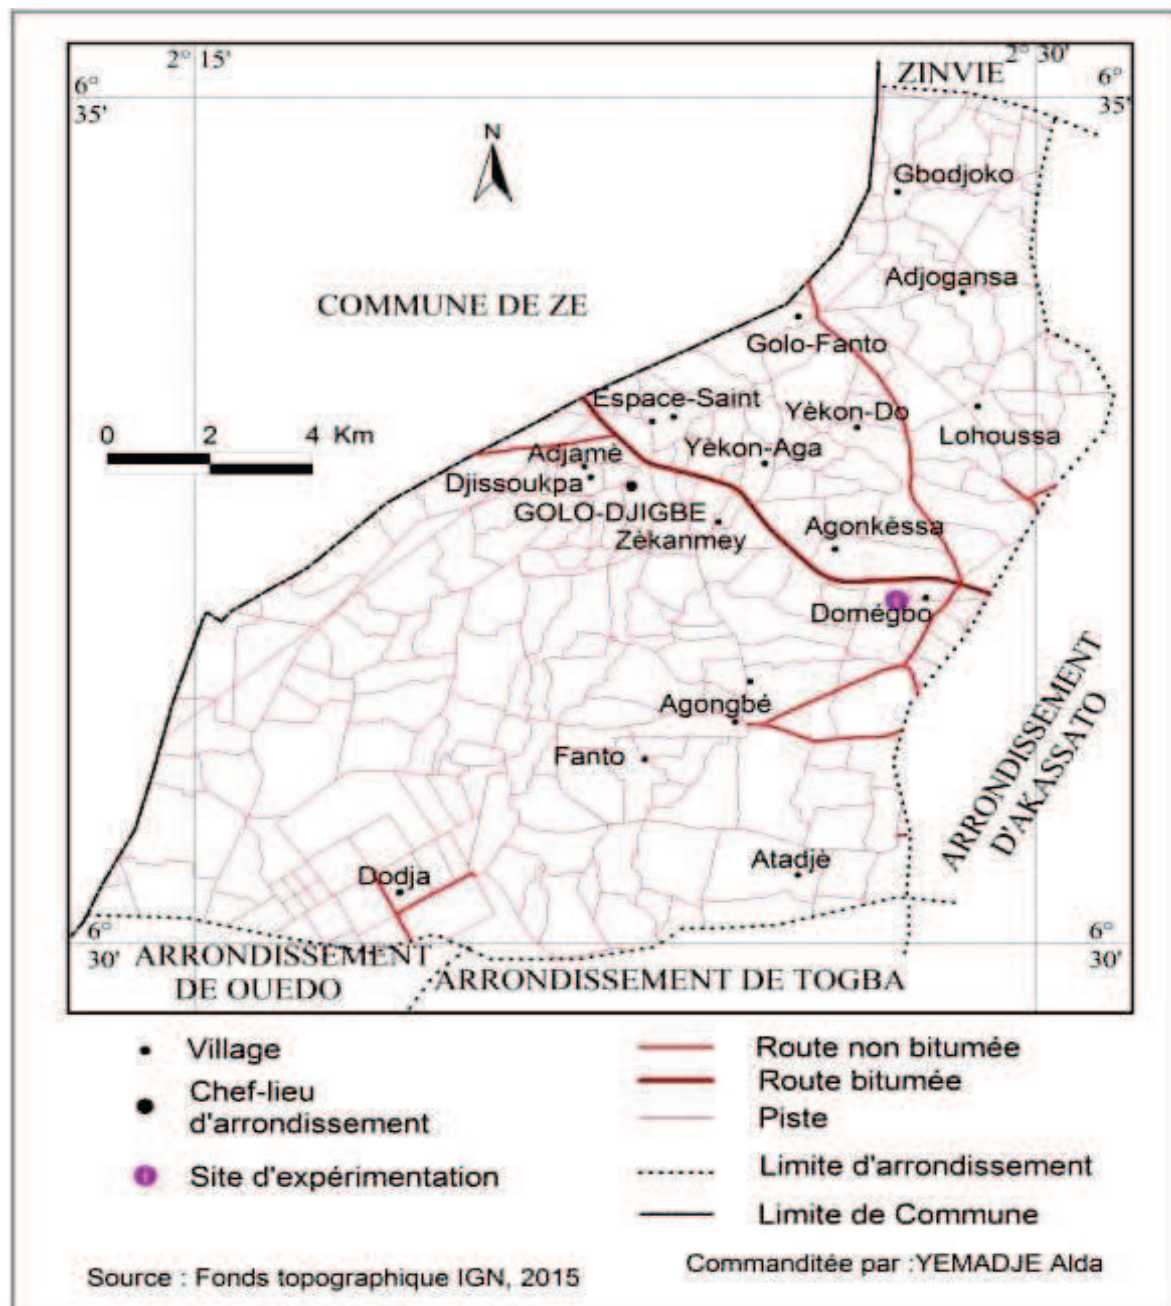 2° 15'
2° 30'
6°
35'
ZINVIE
6°
35'
N
Gbodjoko
Adjogansa
COMMUNE DE ZE
Golo-Fanto
Espace-Saint
Yèkon-Do
0 2 4 Km
Lohoussa
Adjamè
Yèkon-Aga
Djissoukpa
GOLO-DJIGBE
Zèkanmey
Agonkèssa
Domégbo
Agongbé
ARRONDISSEMENT
D'AKASSATO
Fanto
Atadjè
Dodja
6°
30'
6°
30'
ARRONDISSEMENT
DE OUEDO
ARRONDISSEMENT DE TOGBA
Village
Chef-lieu
d'arrondissement
Site d'expérimentation
Route non bitumée
Route bitumée
Piste
Limite d'arrondissement
Limite de Commune
Source : Fonds topographique IGN, 2015
Commanditée par :YEMADJE Alda